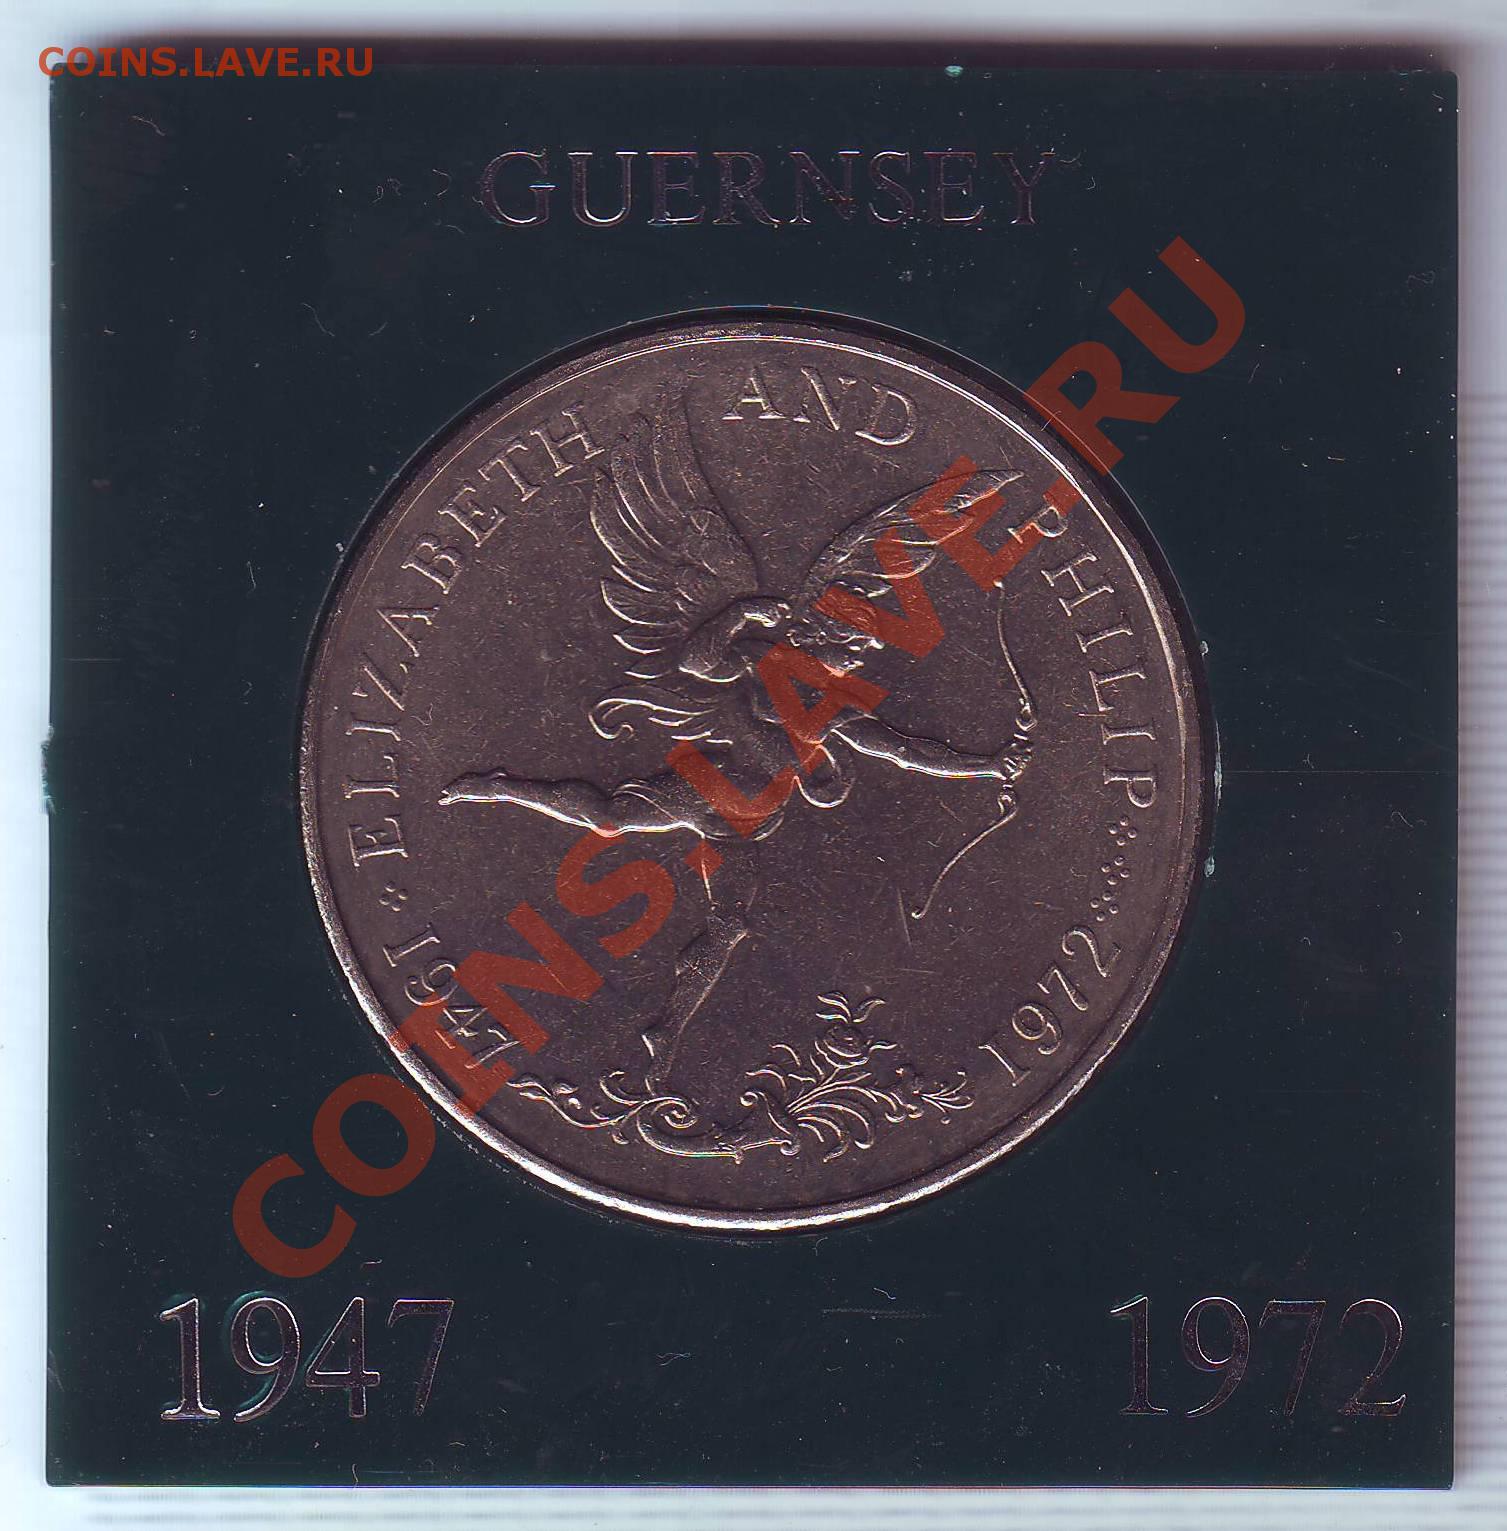 COINS.LAVE.RU
GUERNSEY
ELIZABETH AND PHILIP
1947 1972
COINS.LAVE.RU
1947 1972